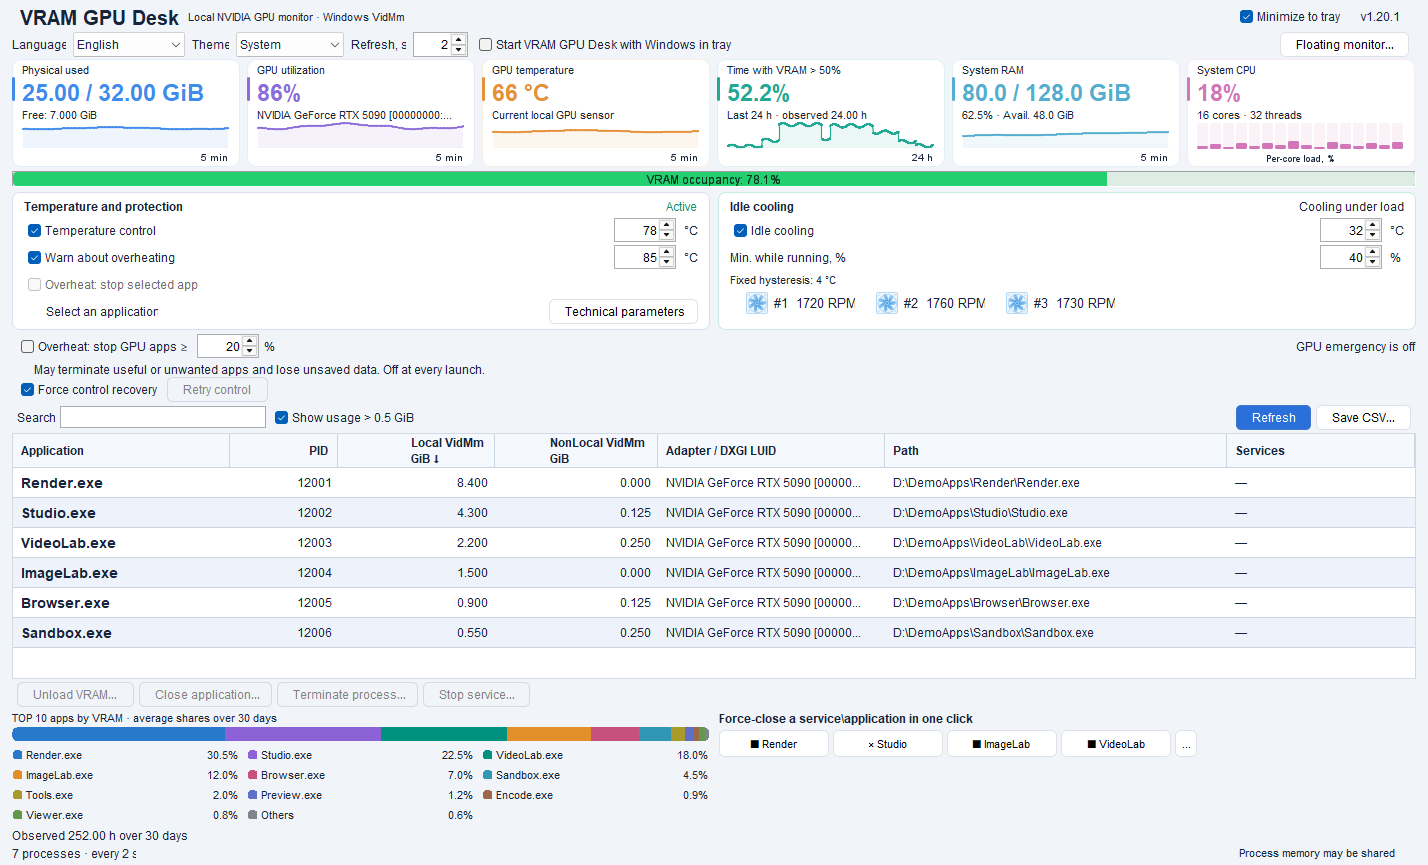 VRAM GPU Desk Local NVIDIA GPU monitor · Windows VidMm Minimize to tray v1.20.1
Language English Theme System Refresh, s 2 Start VRAM GPU Desk with Windows in tray Floating monitor...
Physical used GPU utilization GPU temperature Time with VRAM > 50% System RAM System CPU
25.00 / 32.00 GiB 86% 66 °C 52.2% 80.0 / 128.0 GiB 18%
Free: 7.000 GiB NVIDIA GeForce RTX 5090 [00000000:... Current local GPU sensor Last 24 h · observed 24.00 h 62.5% · Avail. 48.0 GiB 16 cores · 32 threads
5 min 5 min 5 min 24 h 5 min Per-core load, %
VRAM occupancy: 78.1%
Temperature and protection Active Idle cooling Cooling under load
Temperature control 78 °C Idle cooling 32 °C
Warn about overheating 85 °C Min. while running, % 40 %
Overheat: stop selected app Fixed hysteresis: 4 °C
Select an application Technical parameters #1 1720 RPM #2 1760 RPM #3 1730 RPM
Overheat: stop GPU apps ≥ 20 % GPU emergency is off
May terminate useful or unwanted apps and lose unsaved data. Off at every launch.
Force control recovery Retry control
Search Show usage > 0.5 GiB Refresh Save CSV...
Application PID Local VidMm GiB ↓ NonLocal VidMm GiB Adapter / DXGI LUID Path Services
Render.exe 12001 8.400 0.000 NVIDIA GeForce RTX 5090 [00000... D:\DemoApps\Render\Render.exe —
Studio.exe 12002 4.300 0.125 NVIDIA GeForce RTX 5090 [00000... D:\DemoApps\Studio\Studio.exe —
VideoLab.exe 12003 2.200 0.250 NVIDIA GeForce RTX 5090 [00000... D:\DemoApps\VideoLab\VideoLab.exe —
ImageLab.exe 12004 1.500 0.000 NVIDIA GeForce RTX 5090 [00000... D:\DemoApps\ImageLab\ImageLab.exe —
Browser.exe 12005 0.900 0.125 NVIDIA GeForce RTX 5090 [00000... D:\DemoApps\Browser\Browser.exe —
Sandbox.exe 12006 0.550 0.250 NVIDIA GeForce RTX 5090 [00000... D:\DemoApps\Sandbox\Sandbox.exe —
Unload VRAM... Close application... Terminate process... Stop service...
TOP 10 apps by VRAM · average shares over 30 days Force-close a service\application in one click
■ Render × Studio ■ ImageLab ■ VideoLab ...
Render.exe 30.5% Studio.exe 22.5% VideoLab.exe 18.0%
ImageLab.exe 12.0% Browser.exe 7.0% Sandbox.exe 4.5%
Tools.exe 2.0% Preview.exe 1.2% Encode.exe 0.9%
Viewer.exe 0.8% Others 0.6%
Observed 252.00 h over 30 days
7 processes · every 2 s Process memory may be shared